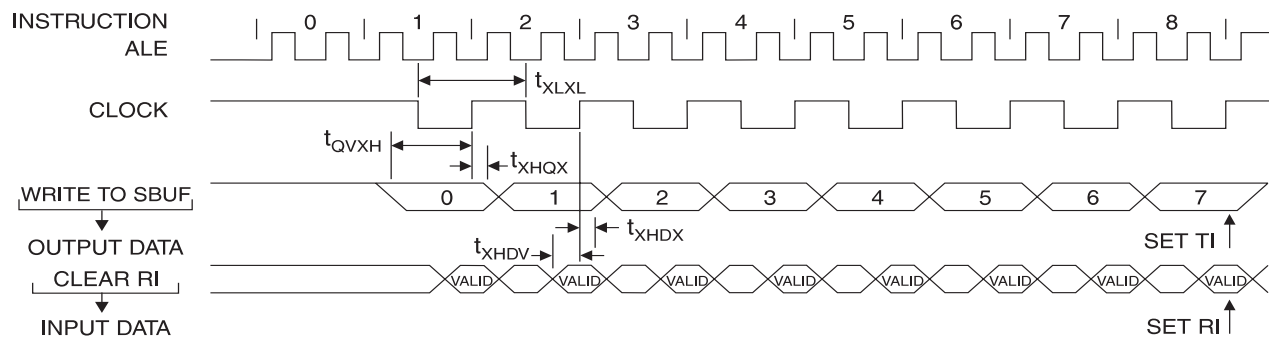 INSTRUCTION 0 1 2 3 4 5 6 7 8
ALE
tXLXL
CLOCK
tQVXH
tXHQX
WRITE TO SBUF 0 1 2 3 4 5 6 7
tXHDX
OUTPUT DATA SET TI
tXHDV
CLEAR RI VALID VALID VALID VALID VALID VALID VALID VALID
INPUT DATA SET RI